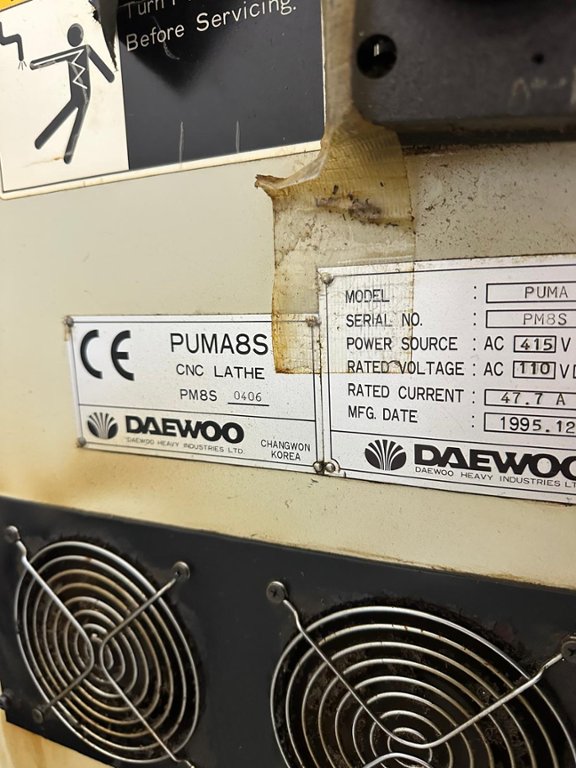 Before Servicing.
CE
PUMA8S
CNC LATHE
PM8S 0406
DAEWOO
DAEWOO HEAVY INDUSTRIES LTD.
CHANGWON
KOREA
MODEL : PUMA
SERIAL NO. : PM8S
POWER SOURCE : AC 415 V
RATED VOLTAGE : AC 110 V
RATED CURRENT : 47.7 A
MFG. DATE : 1995.12
DAEWOO
DAEWOO HEAVY INDUSTRIES